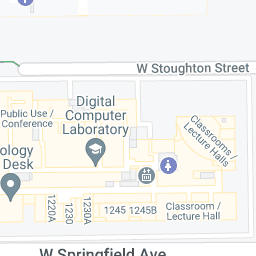 W Stoughton Street
Digital
Computer
Laboratory
Public Use /
Conference
Classrooms /
Lecture Halls
ology
Desk
1220A
1230
1230A
1245
1245B
Classroom /
Lecture Hall
W Springfield Ave